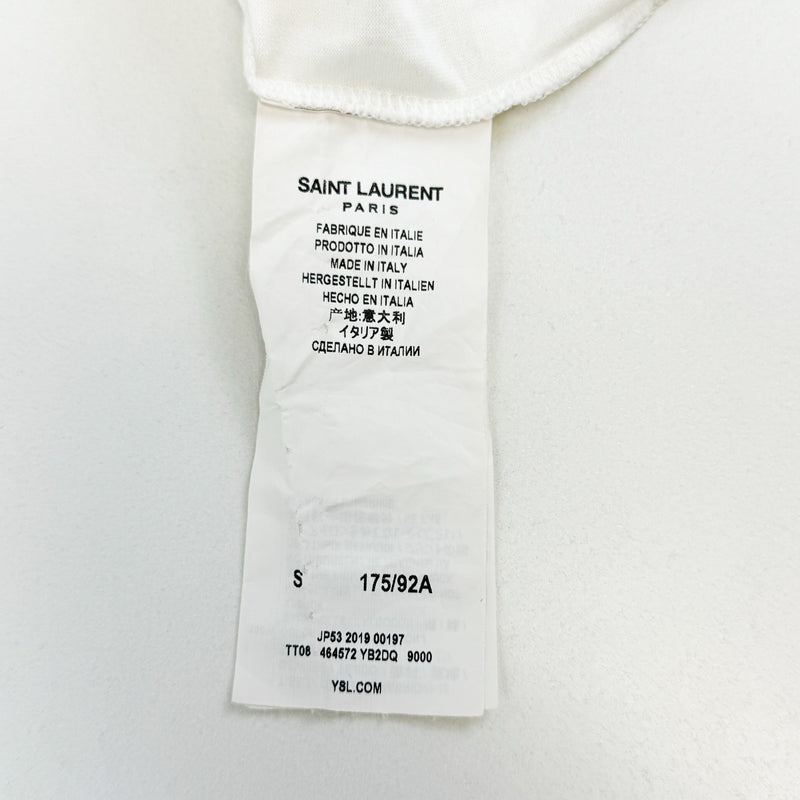 SAINT LAURENT
PARIS
FABRIQUE EN ITALIE
PRODOTTO IN ITALIA
MADE IN ITALY
HERGESTELLT IN ITALIEN
HECHO EN ITALIA
产地:意大利
イタリア製
СДЕЛАНО В ИТАЛИИ
S 175/92A
JP53 2019 00197
TT08 464572 YB2DQ 9000
YSL.COM